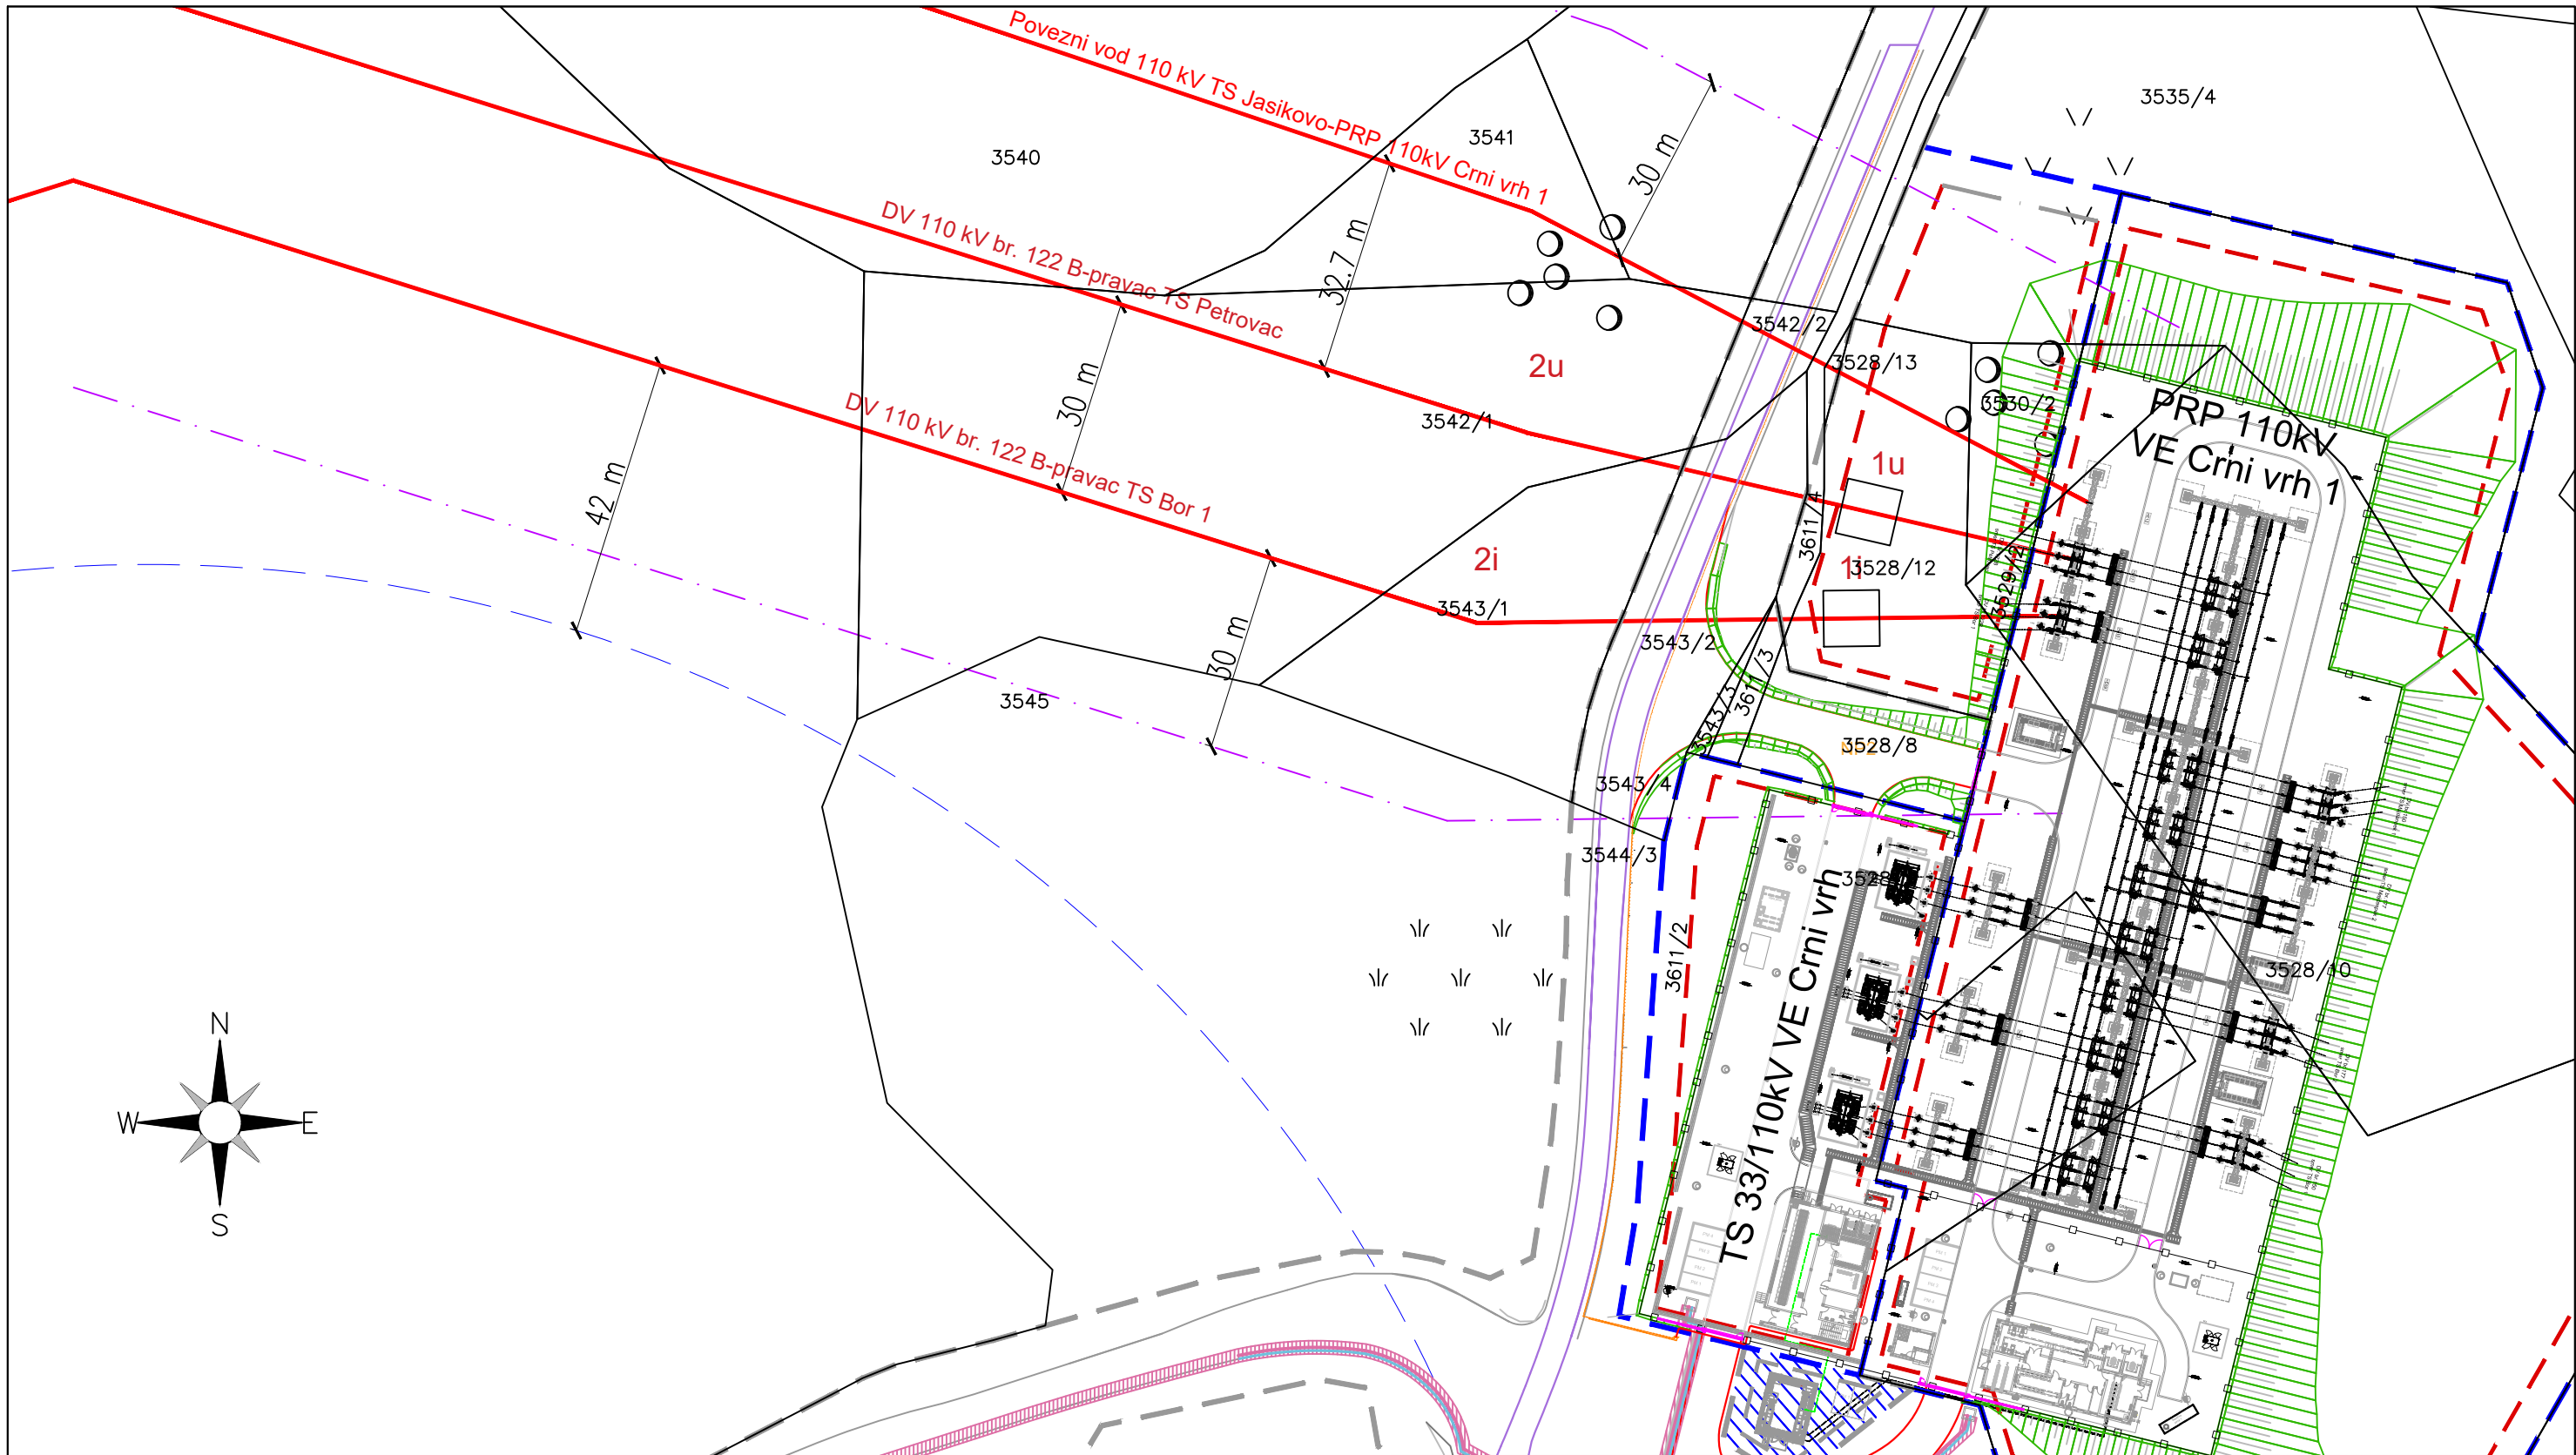 Povezni vod 110 kV TS Jasikovo-PRP 110kV Crni vrh 1
3535/4
3541
3540
30 m
DV 110 kV br. 122 B-pravac TS Petrovac
32.7 m
3542/2
3528/13
2u
30 m
3530/2
PRP 110kV
VE Crni vrh 1
DV 110 kV br. 122 B-pravac TS Bor 1
3542/1
1u
42 m
3611/4
2i
1i
3528/12
3529/2
3543/1
30 m
3543/2
3611/3
3545
3543/3
3528/8
3543/4
3544/3
3528
3611/2
TS 33/110kV VE Crni vrh
3528/10
N
W
E
S